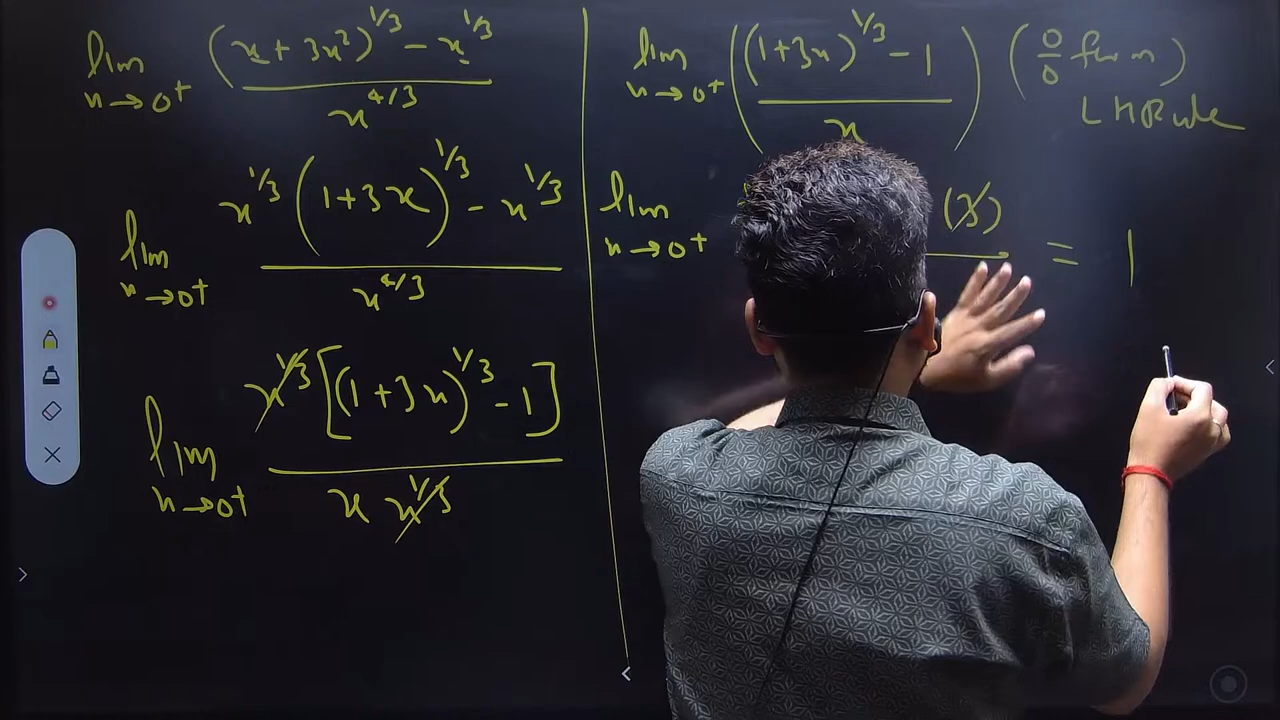 lim x→0⁺ ((x + 3x²)^1/3 − x^1/3) / x^4/3
lim x→0⁺ (x^1/3 (1+3x)^1/3 − x^1/3) / x^4/3
lim x→0⁺ x^1/3 [(1+3x)^1/3 − 1] / x x^1/3
lim x→0⁺ (((1+3x)^1/3 − 1) / x) (0/0 form)
LHRule
lim x→0⁺ (3) = 1